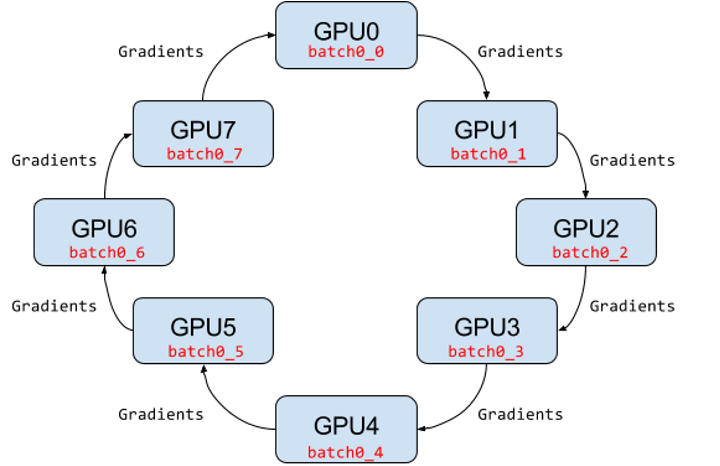 GPU0
batch0_0
Gradients
Gradients
GPU7
batch0_7
GPU1
batch0_1
Gradients
Gradients
GPU6
batch0_6
GPU2
batch0_2
Gradients
Gradients
GPU5
batch0_5
GPU3
batch0_3
Gradients
Gradients
GPU4
batch0_4